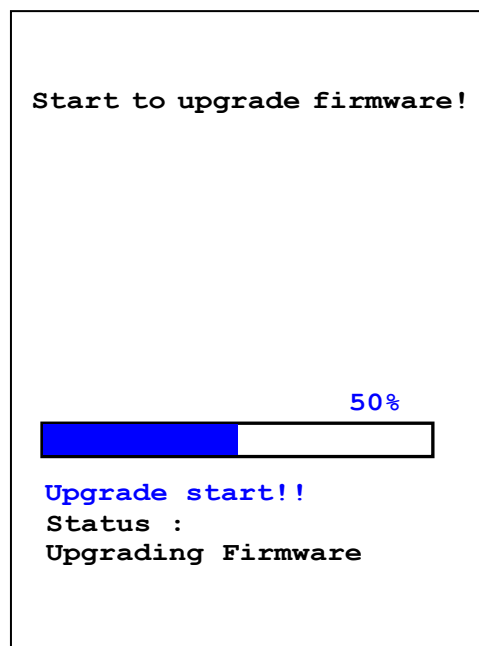 Start to upgrade firmware!
50%
Upgrade start!!
Status :
Upgrading Firmware